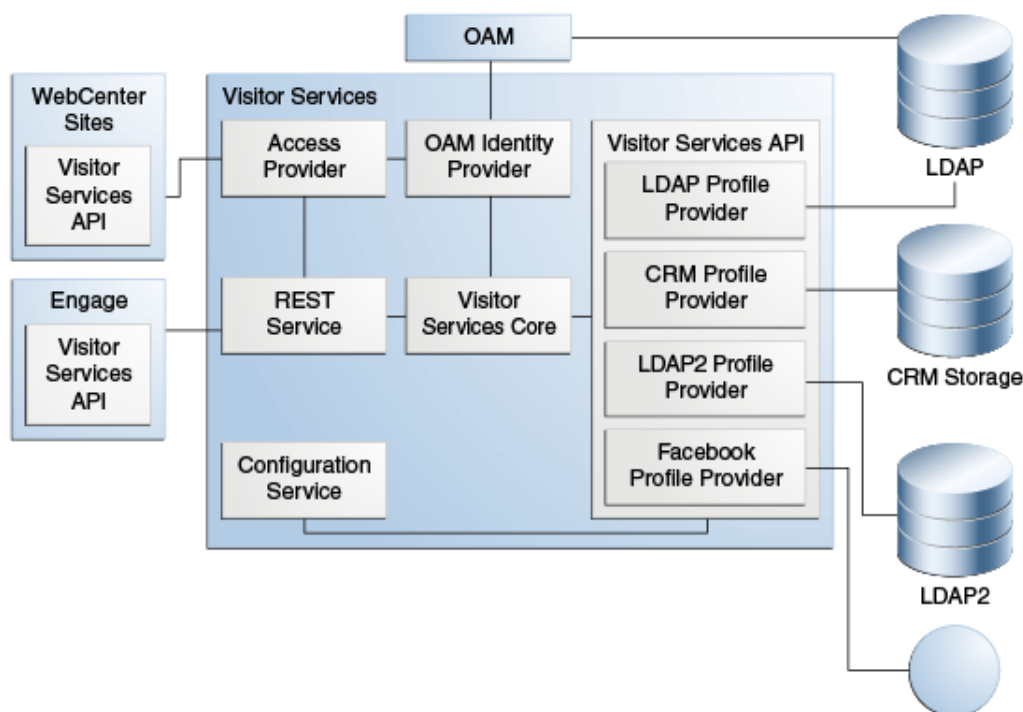 OAM
WebCenter
Sites
Visitor
Services
API
Visitor Services
Access
Provider
OAM Identity
Provider
Visitor Services API
LDAP Profile
Provider
LDAP
Engage
Visitor
Services
API
REST
Service
Visitor
Services Core
CRM Profile
Provider
CRM Storage
LDAP2 Profile
Provider
Configuration
Service
Facebook
Profile Provider
LDAP2